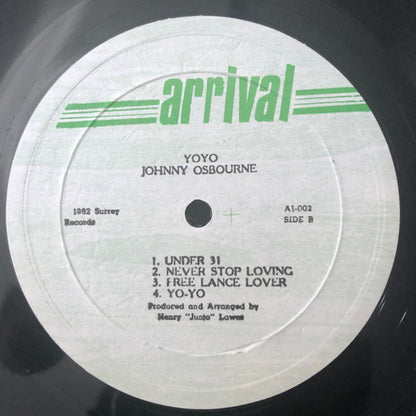 arrival
YOYO
JOHNNY OSBOURNE
1982 Surrey
Records
A1-002
SIDE B
1. UNDER 31
2. NEVER STOP LOVING
3. FREE LANCE LOVER
4. YO-YO
Produced and Arranged by
Henry "Junjo" Lawes